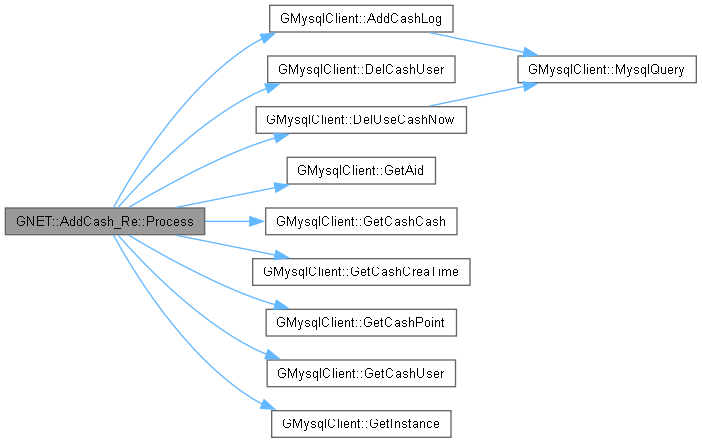 GMysqlClient::AddCashLog
GMysqlClient::DelCashUser
GMysqlClient::MysqlQuery
GMysqlClient::DelUseCashNow
GMysqlClient::GetAid
GNET::AddCash_Re::Process
GMysqlClient::GetCashCash
GMysqlClient::GetCashCreaTime
GMysqlClient::GetCashPoint
GMysqlClient::GetCashUser
GMysqlClient::GetInstance